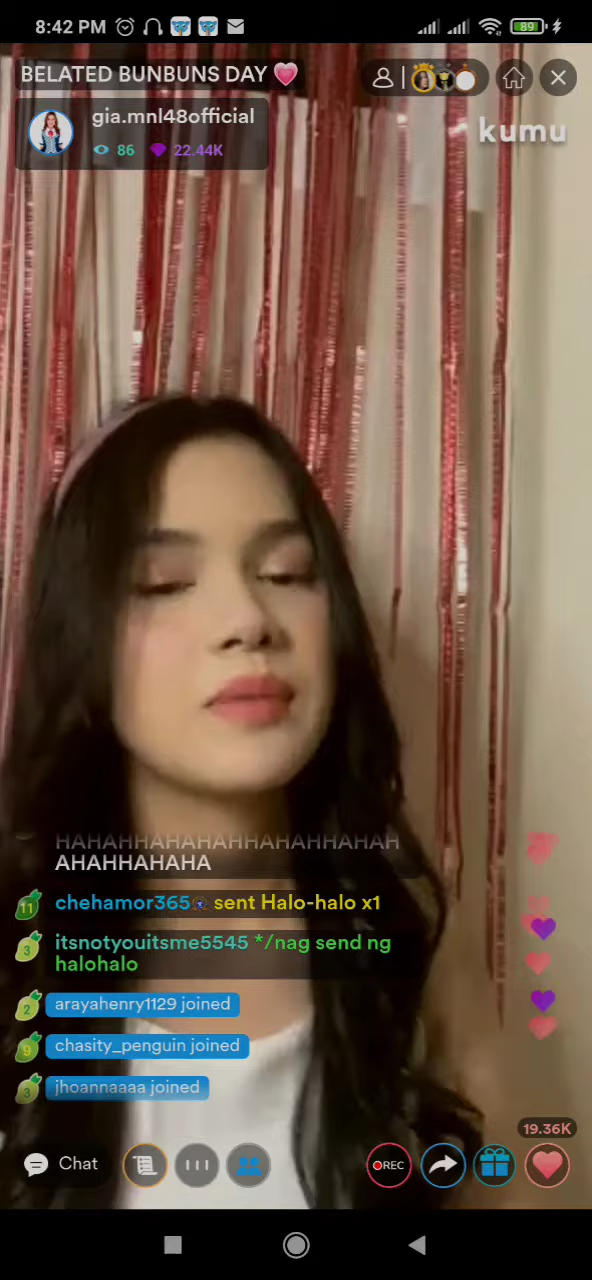 8:42 PM
89
BELATED BUNBUNS DAY
gia.mnl48official
86
22.44K
kumu
HAHAHHAHAHAHHAHAHHAHAH
AHAHHAHAHA
11
chehamor365 sent Halo-halo x1
3
itsnotyouitsme5545 */nag send ng
halohalo
2
arayahenry1129 joined
9
chasity_penguin joined
3
jhoannaaaa joined
19.36K
Chat
REC